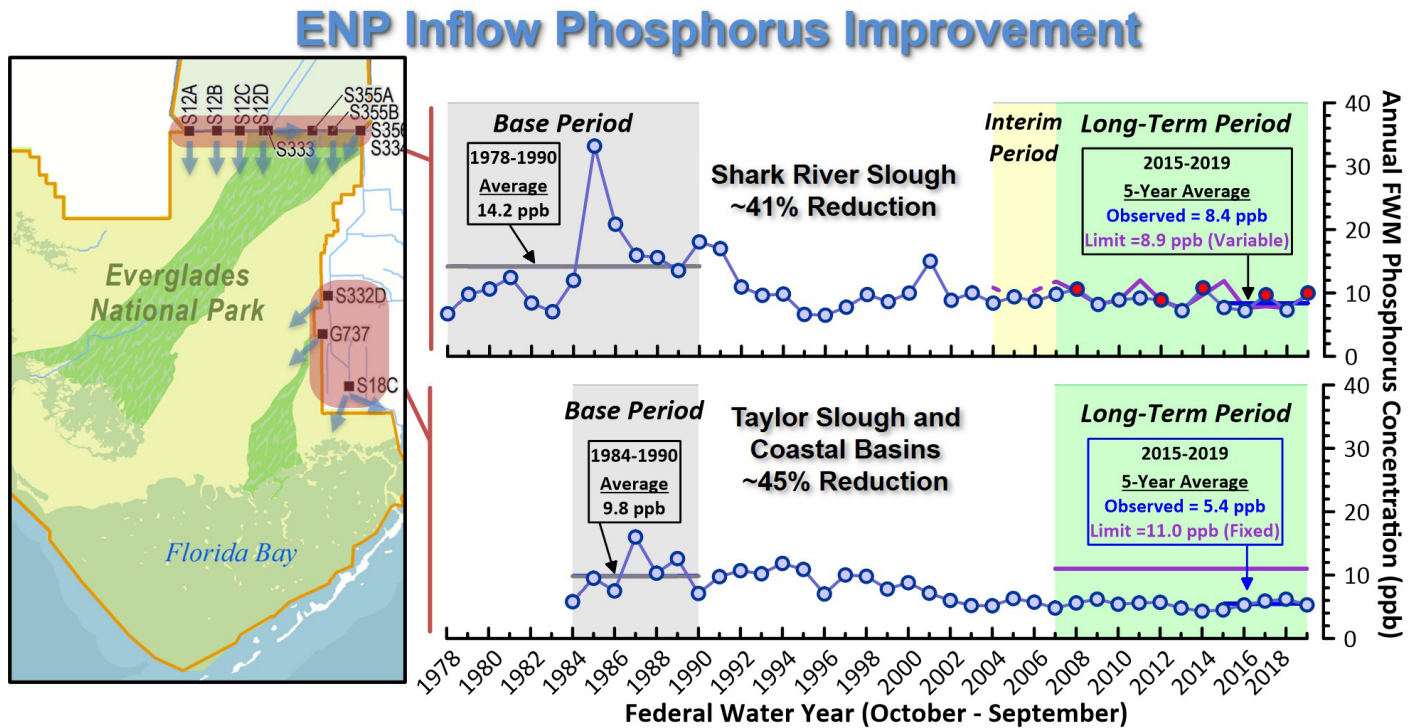 ENP Inflow Phosphorus Improvement
S12A
S12B
S12C
S12D
S355A
S355B
S356
S333
S334
Everglades
National Park
S332D
G737
S18C
Florida Bay
Base Period
1978-1990
Average
14.2 ppb
Shark River Slough
~41% Reduction
Interim
Period
Long-Term Period
2015-2019
5-Year Average
Observed = 8.4 ppb
Limit =8.9 ppb (Variable)
40
30
20
10
0
Base Period
1984-1990
Average
9.8 ppb
Taylor Slough and
Coastal Basins
~45% Reduction
Long-Term Period
2015-2019
5-Year Average
Observed = 5.4 ppb
Limit =11.0 ppb (Fixed)
40
30
20
10
0
Annual FWM Phosphorus Concentration (ppb)
1978
1980
1982
1984
1986
1988
1990
1992
1994
1996
1998
2000
2002
2004
2006
2008
2010
2012
2014
2016
2018
Federal Water Year (October - September)